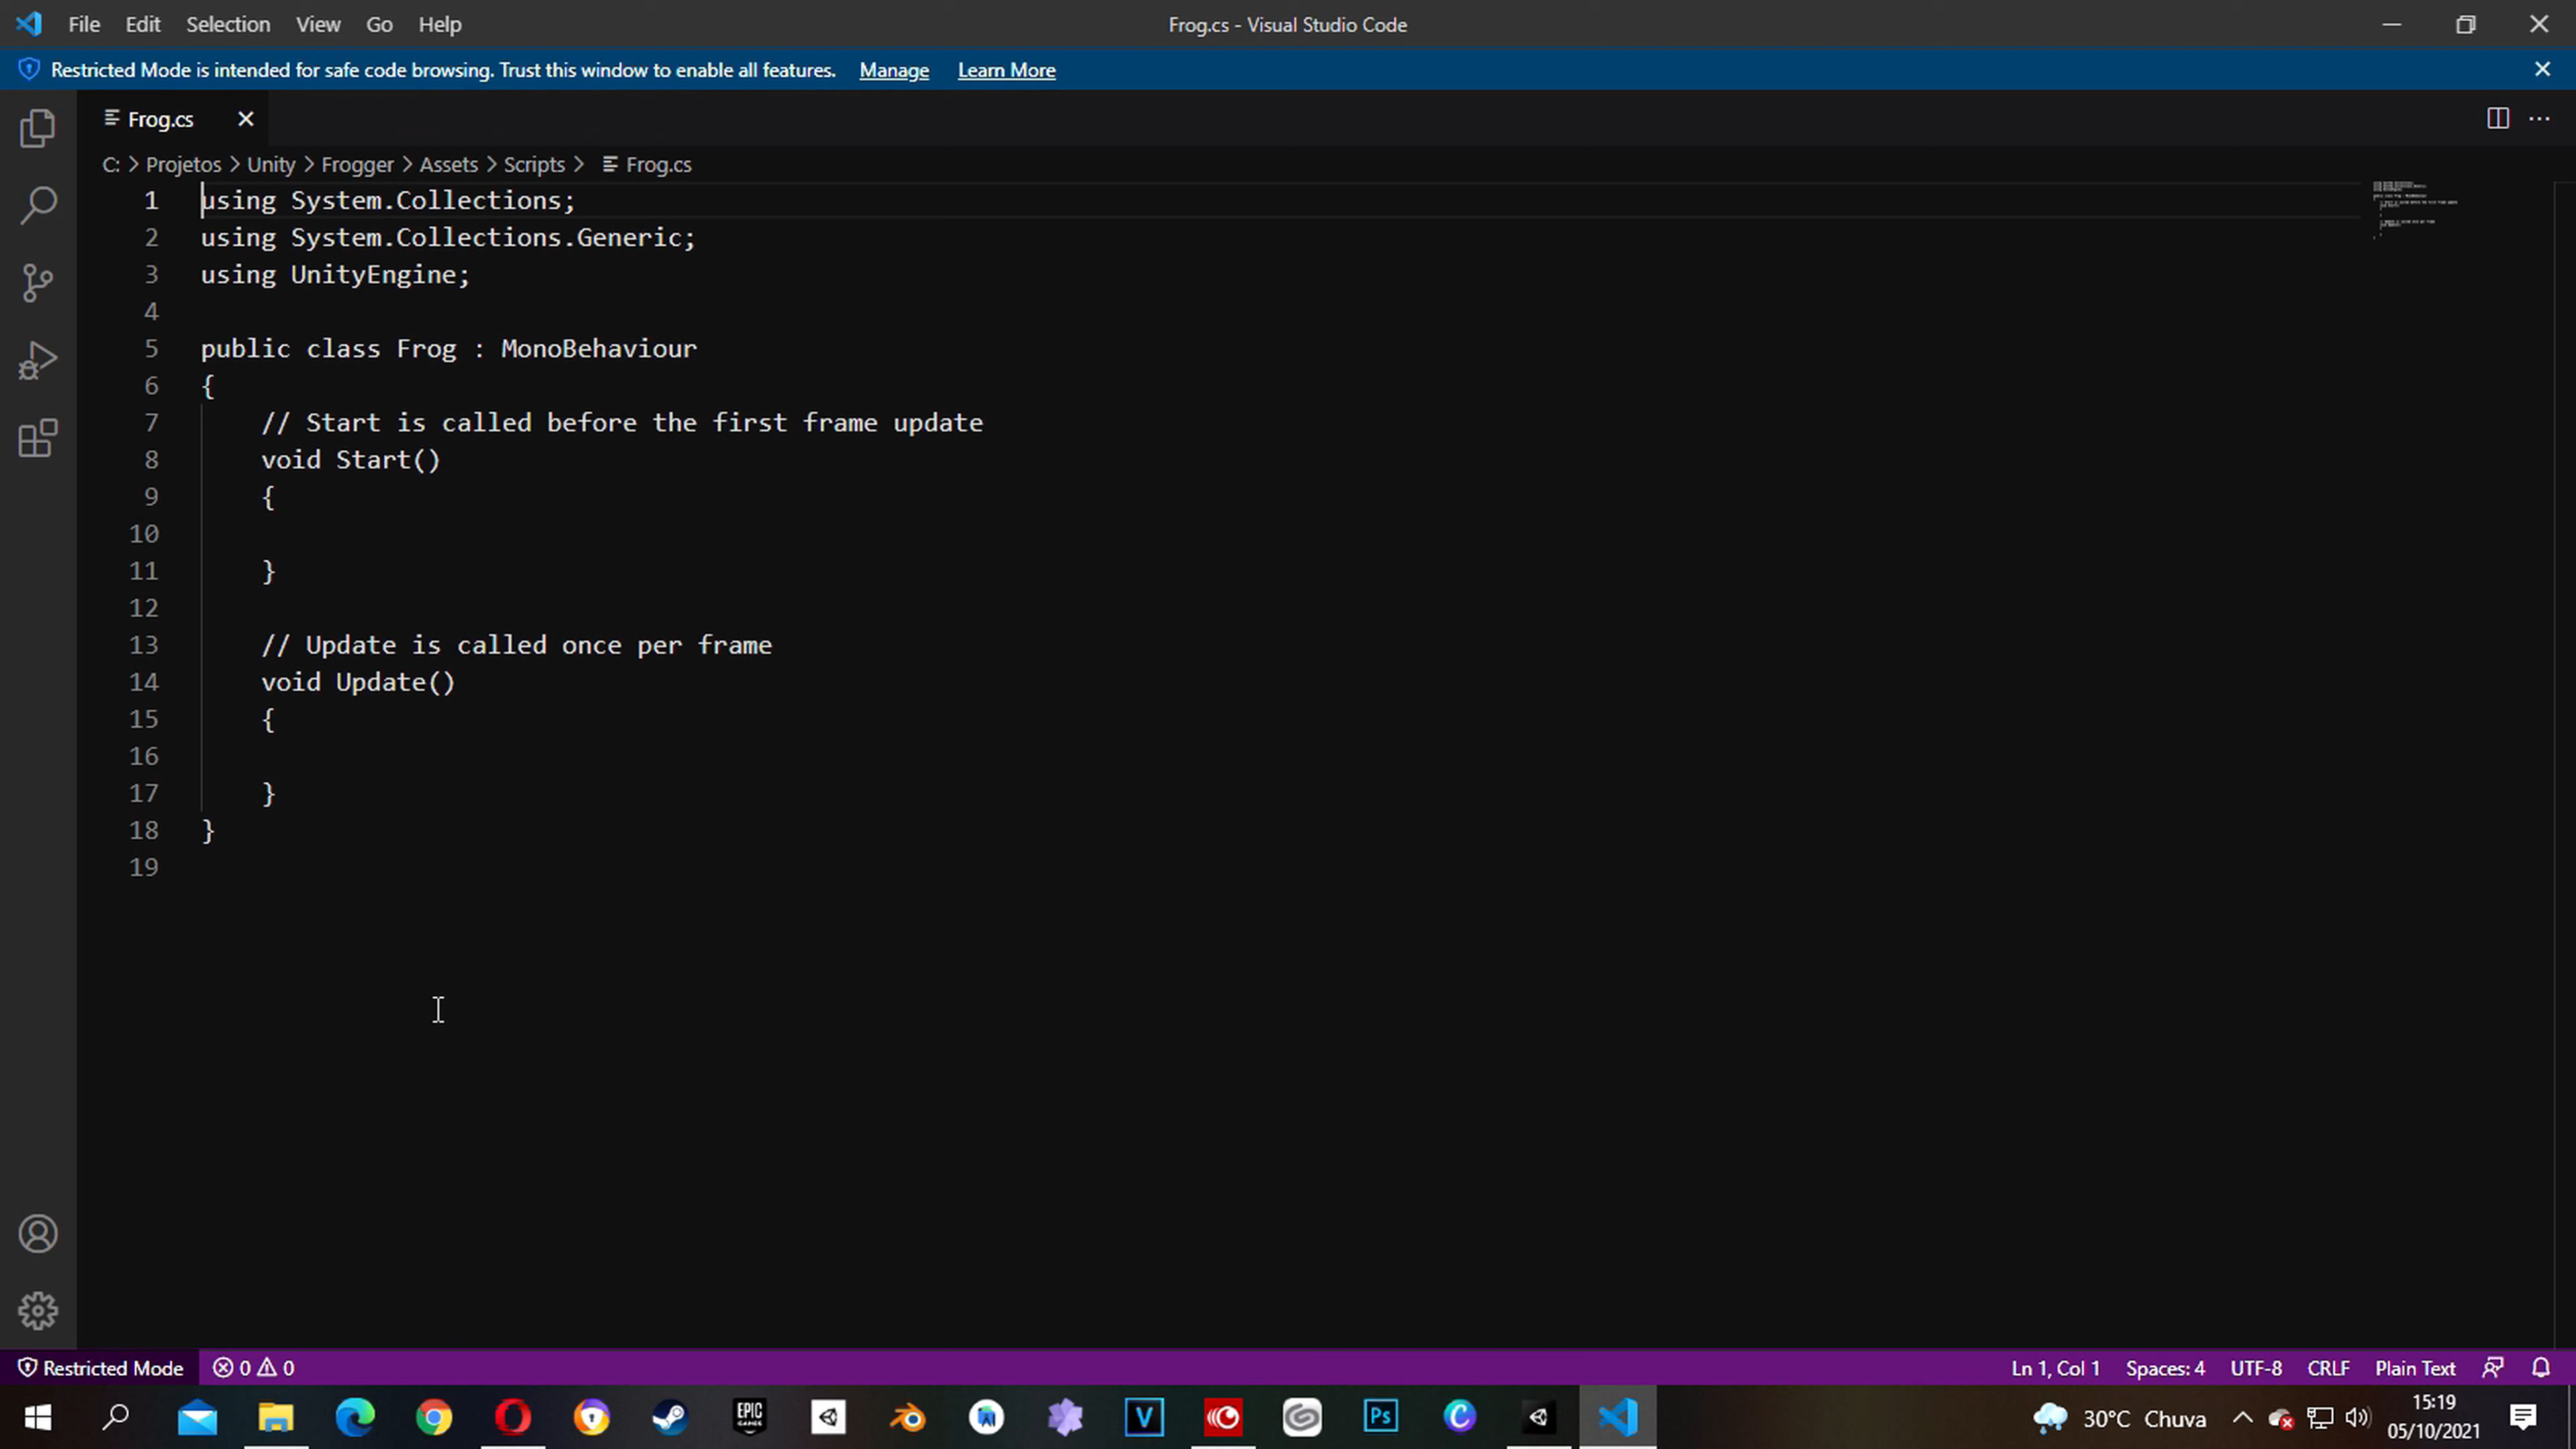 File Edit Selection View Go Help Frog.cs - Visual Studio Code
Restricted Mode is intended for safe code browsing. Trust this window to enable all features. Manage Learn More
Frog.cs
C: > Projetos > Unity > Frogger > Assets > Scripts > Frog.cs
1 using System.Collections;
2 using System.Collections.Generic;
3 using UnityEngine;
4
5 public class Frog : MonoBehaviour
6 {
7 // Start is called before the first frame update
8 void Start()
9 {
10
11 }
12
13 // Update is called once per frame
14 void Update()
15 {
16
17 }
18 }
19
Restricted Mode 0 0 Ln 1, Col 1 Spaces: 4 UTF-8 CRLF Plain Text
EPIC GAMES V Ps C 30°C Chuva 15:19
05/10/2021